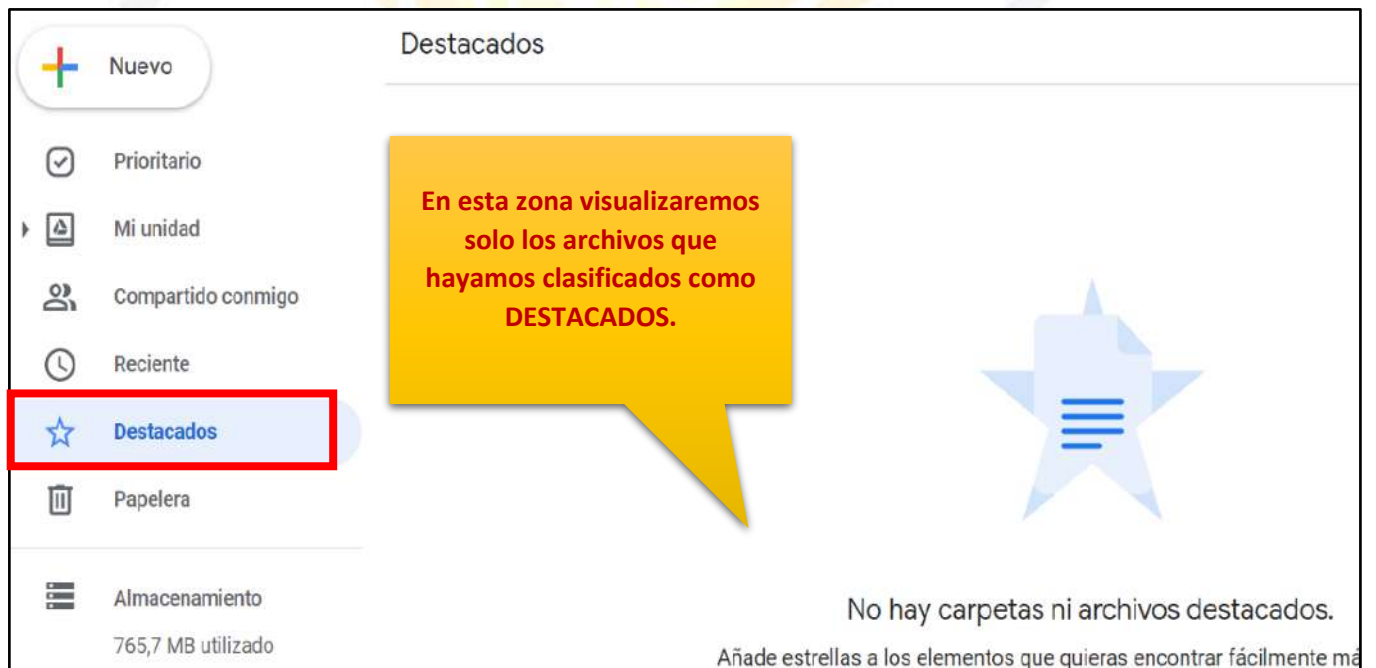 Nuevo
Destacados
Prioritario
Mi unidad
Compartido conmigo
Reciente
Destacados
Papelera
Almacenamiento
765,7 MB utilizado
En esta zona visualizaremos
solo los archivos que
hayamos clasificados como
DESTACADOS.
No hay carpetas ni archivos destacados.
Añade estrellas a los elementos que quieras encontrar fácilmente